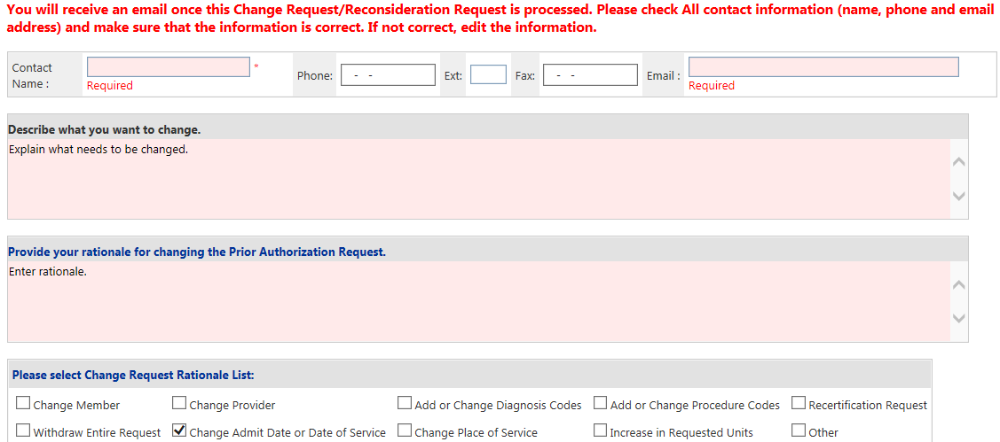 You will receive an email once this Change Request/Reconsideration Request is processed. Please check All contact information (name, phone and email
address) and make sure that the information is correct. If not correct, edit the information.
Contact Name : * Required Phone: - - Ext: Fax: - - Email : Required
Describe what you want to change.
Explain what needs to be changed.
Provide your rationale for changing the Prior Authorization Request.
Enter rationale.
Please select Change Request Rationale List:
Change Member Change Provider Add or Change Diagnosis Codes Add or Change Procedure Codes Recertification Request
Withdraw Entire Request Change Admit Date or Date of Service Change Place of Service Increase in Requested Units Other